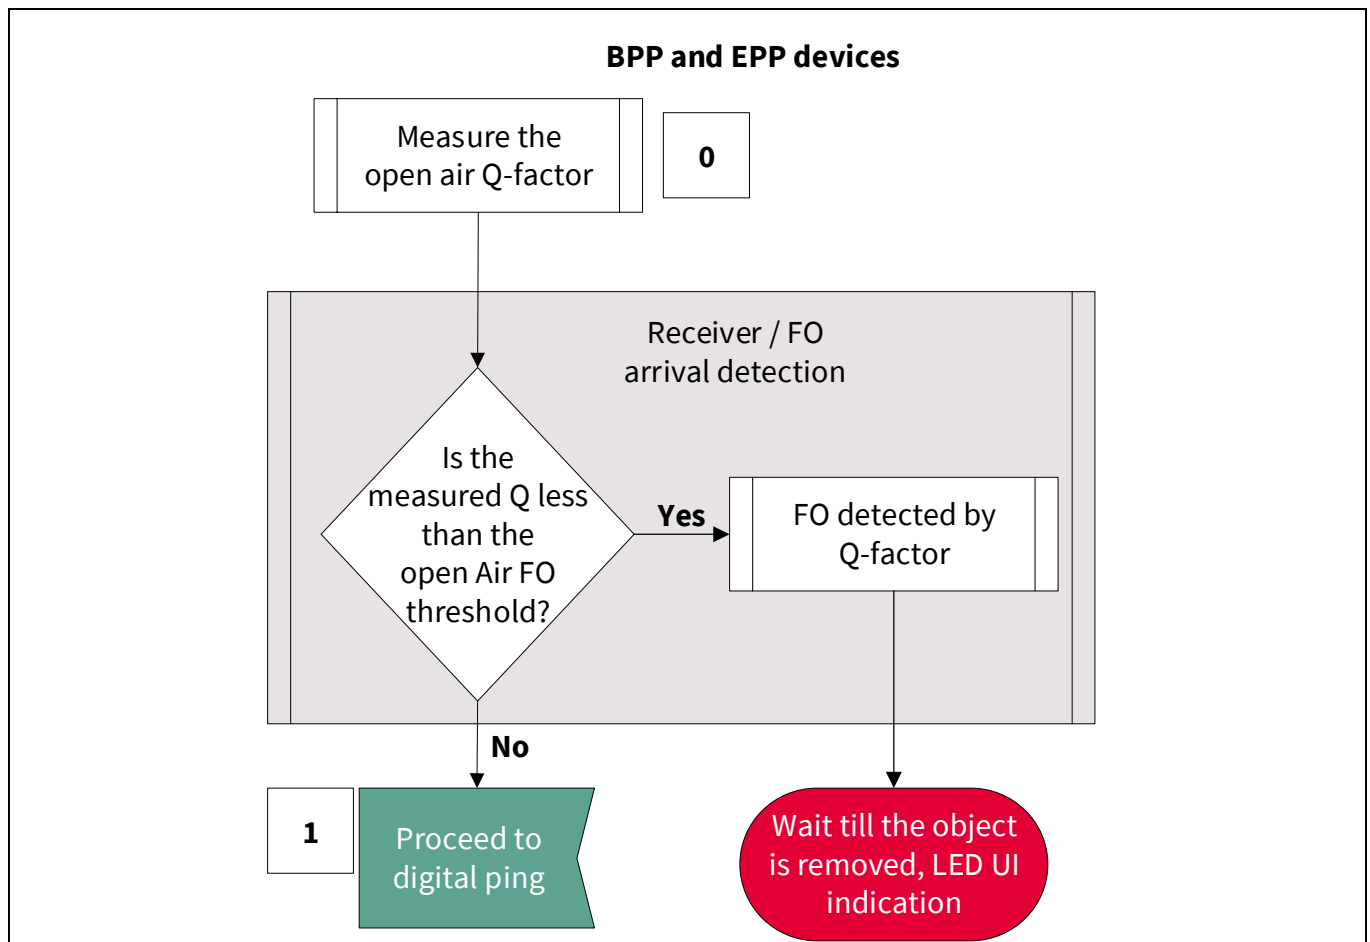 BPP and EPP devices
Measure the
open air Q-factor
0
Receiver / FO
arrival detection
Is the
measured Q less
than the
open Air FO
threshold?
Yes
FO detected by
Q-factor
No
1
Proceed to
digital ping
Wait till the object
is removed, LED UI
indication